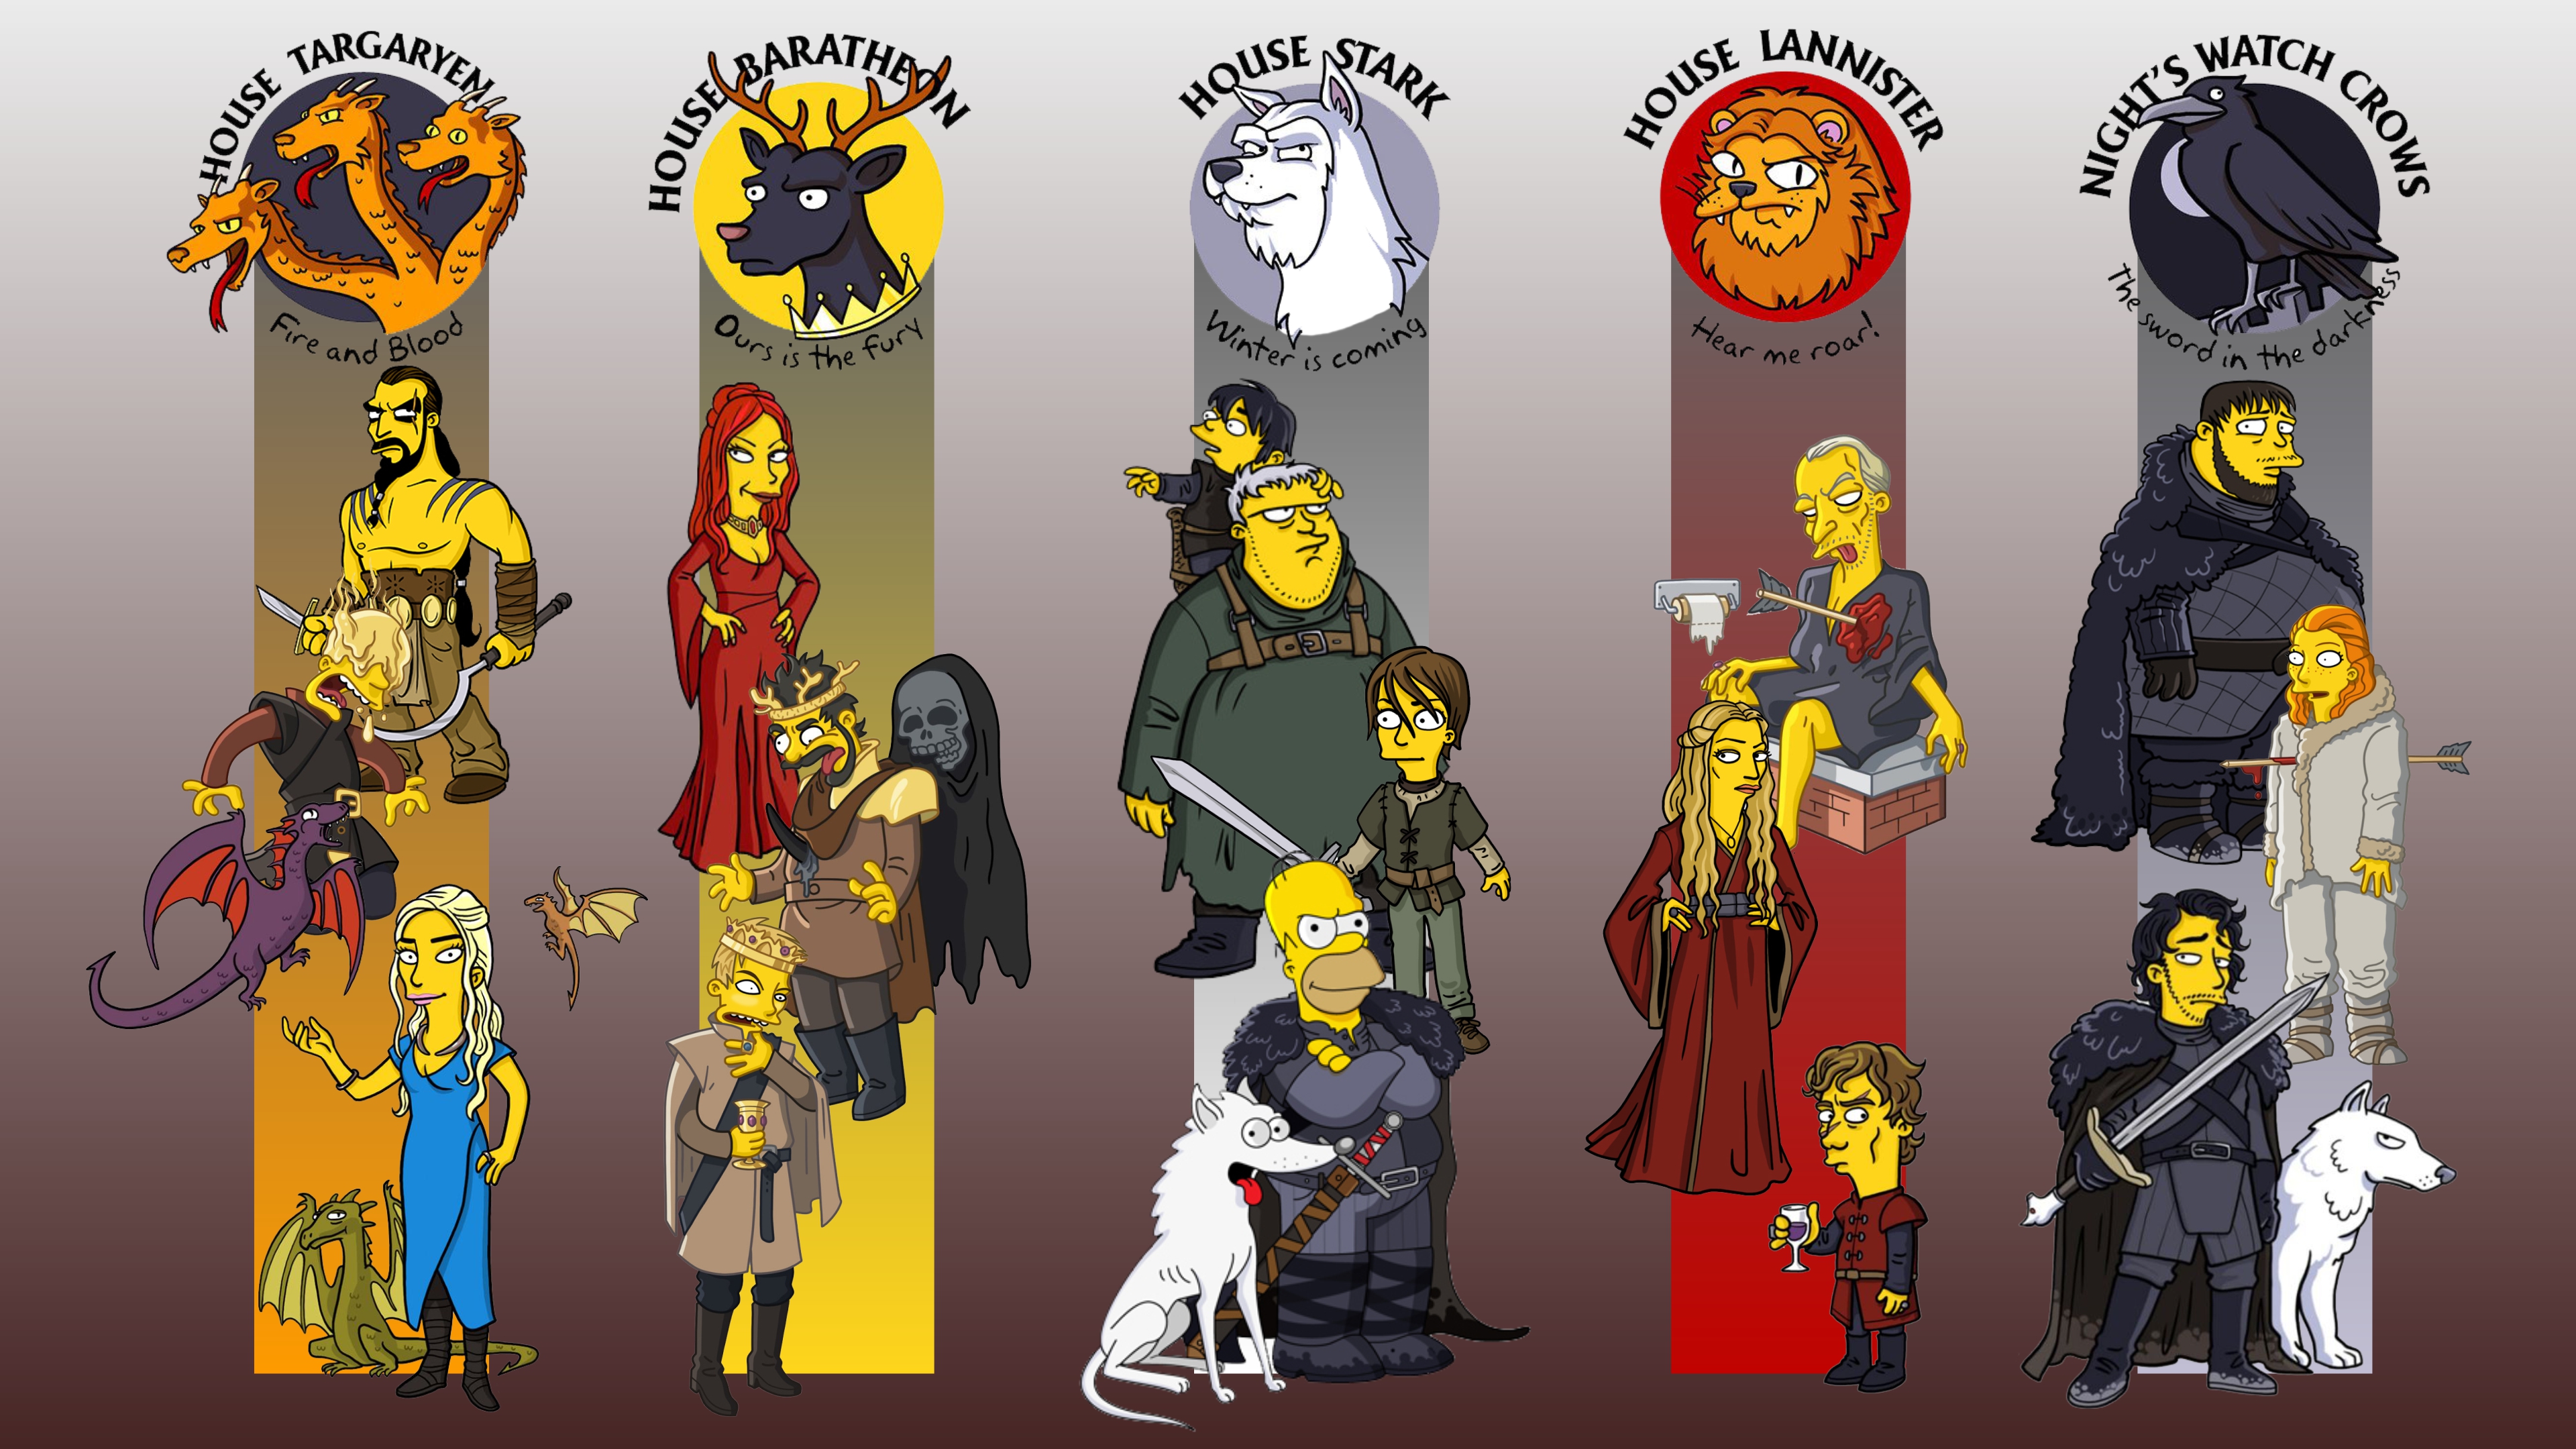 HOUSE TARGARYEN
Fire and Blood
HOUSE BARATHEON
Ours is the fury
HOUSE STARK
Winter is coming
HOUSE LANNISTER
Hear me roar!
NIGHT'S WATCH CROWS
The sword in the darkness